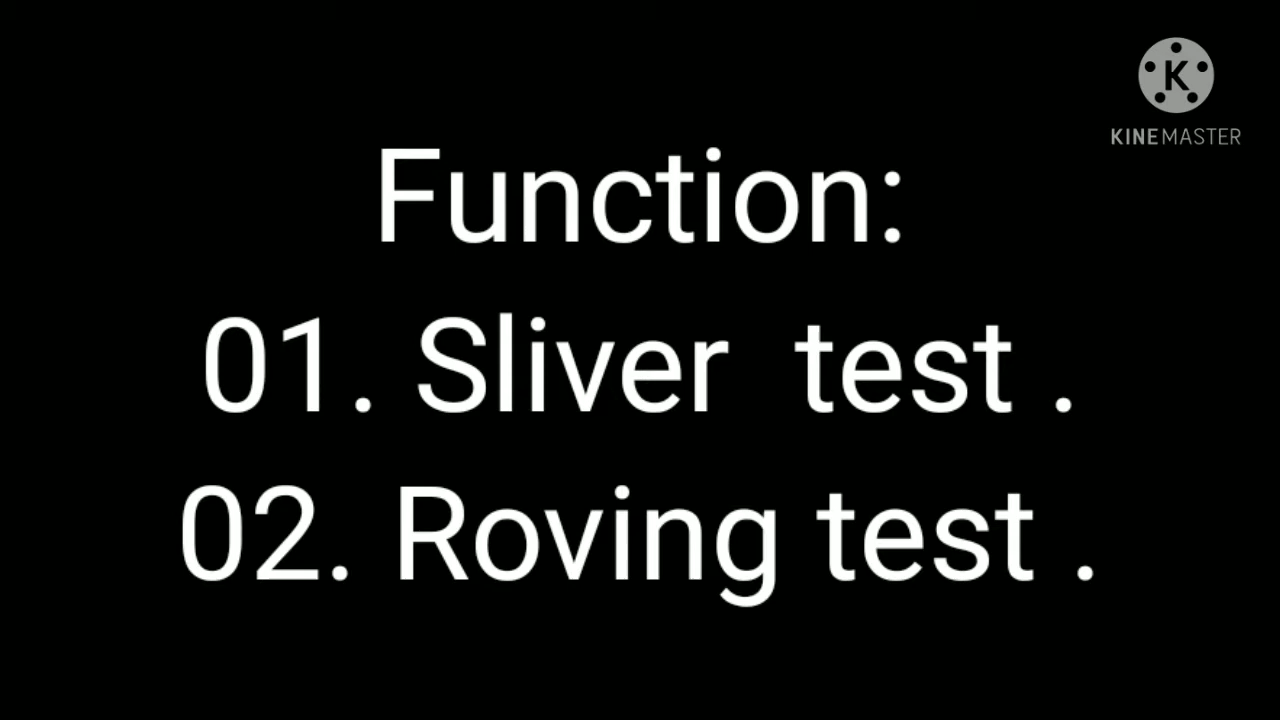 K
KINEMASTER
Function:
01. Sliver  test .
02. Roving test .